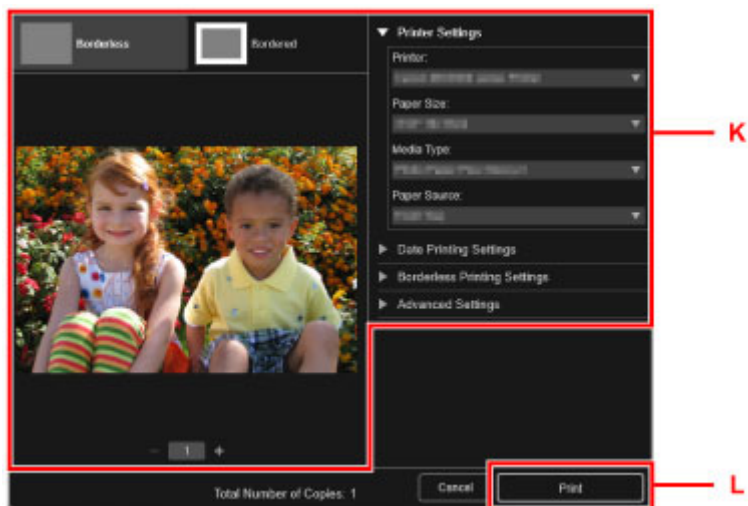 Borderless
Bordered
Printer Settings
Printer:
Paper Size:
K
Media Type:
Paper Source:
Date Printing Settings
Borderless Printing Settings
Advanced Settings
1
Total Number of Copies: 1
Cancel
Print
L